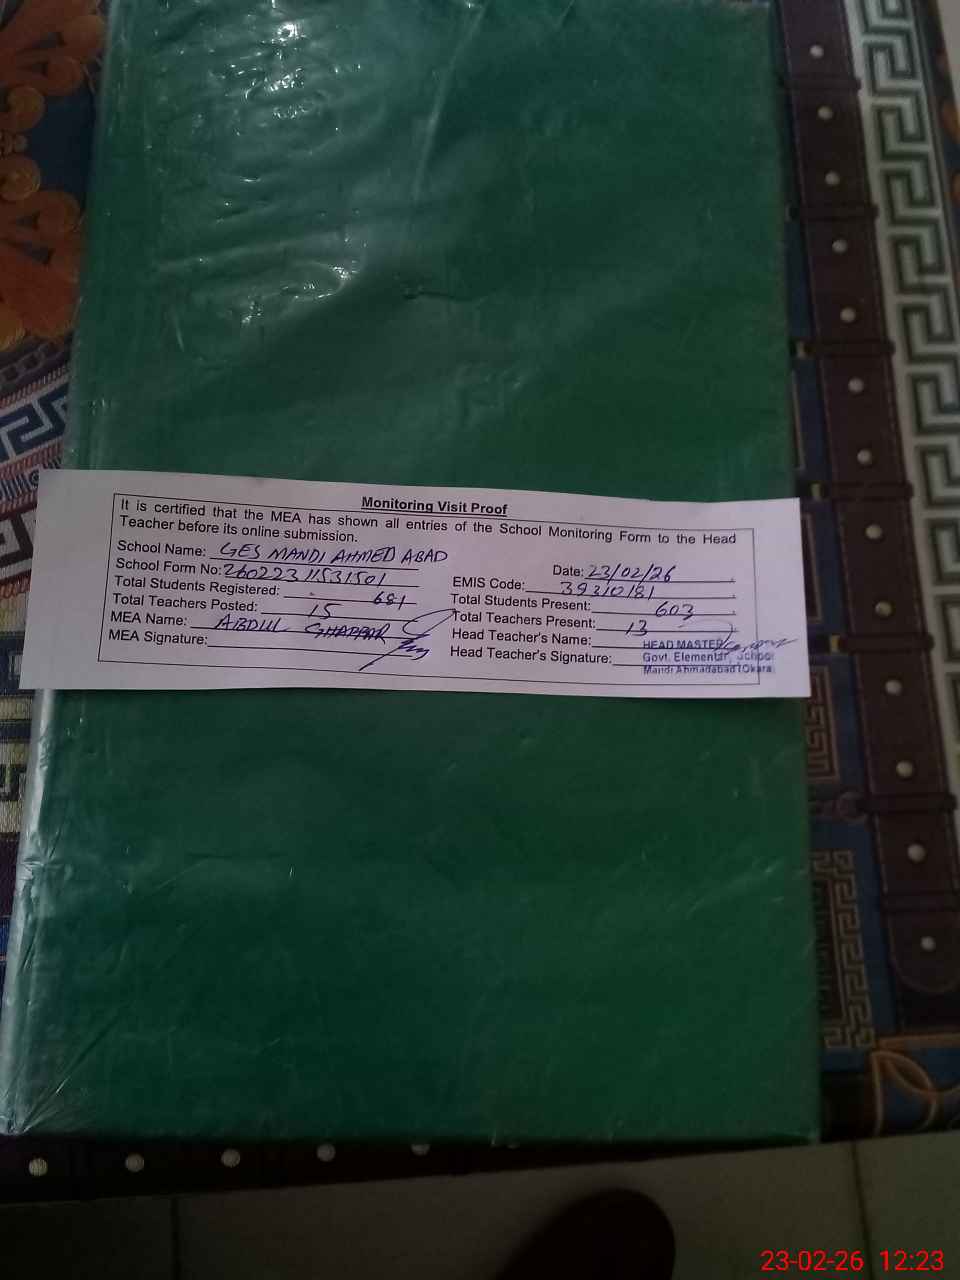 Monitoring Visit Proof
It is certified that the MEA has shown all entries of the School Monitoring Form to the Head
Teacher before its online submission.
School Name: GES MANDI AHMED ABAD
Date: 23/02/26
School Form No: 26022311531501
EMIS Code: 39310181
Total Students Registered: 681
Total Students Present: 603
Total Teachers Posted: 15
Total Teachers Present: 13
MEA Name: ABDUL GHAFFAR
Head Teacher's Name:
MEA Signature:
Head Teacher's Signature:
HEAD MASTER
Govt. Elementary School
Mandi Ahmadabad (Okara)
23-02-26 12:23